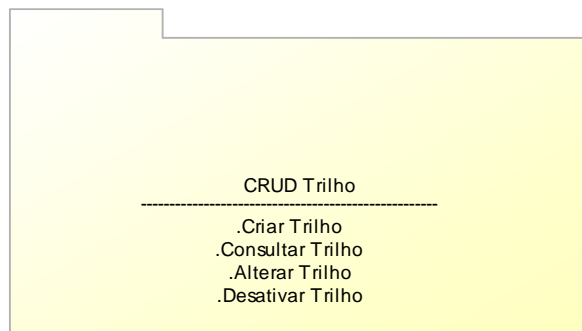 CRUD Trilho
----------------------------------------------------
.Criar Trilho
.Consultar Trilho
.Alterar Trilho
.Desativar Trilho